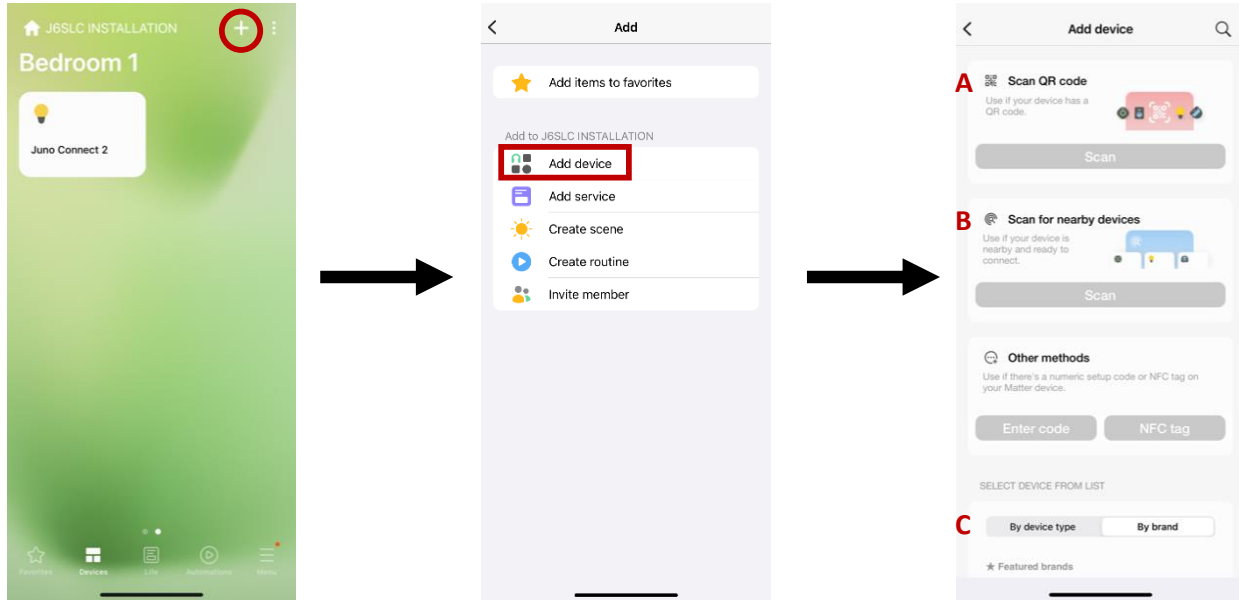 J6SLC INSTALLATION
Bedroom 1
Juno Connect 2
Favorites
Devices
Life
Automations
Menu
Add
Add items to favorites
Add to J6SLC INSTALLATION
Add device
Add service
Create scene
Create routine
Invite member
Add device
A
Scan QR code
Use if your device has a
QR code.
Scan
B
Scan for nearby devices
Use if your device is
nearby and ready to
connect.
Scan
Other methods
Use if there's a numeric setup code or NFC tag on
your Matter device.
Enter code
NFC tag
SELECT DEVICE FROM LIST
C
By device type
By brand
★ Featured brands